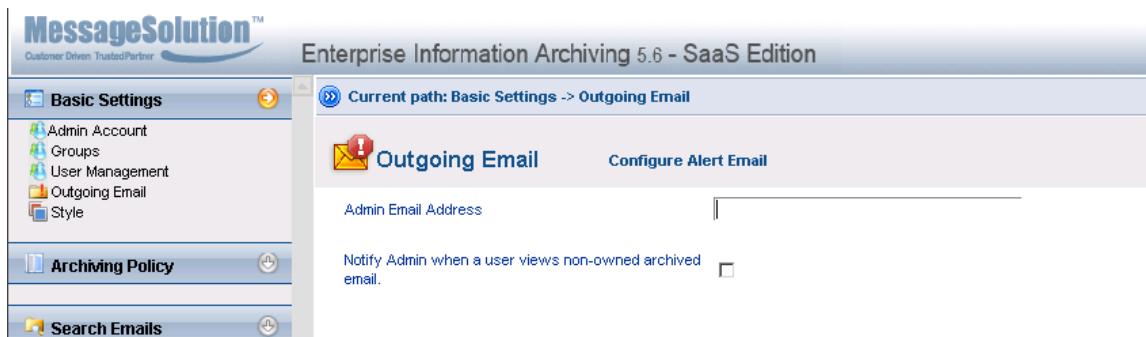 MessageSolution™
Customer Driven TrustedPartner
Enterprise Information Archiving 5.6 - SaaS Edition
Basic Settings
Admin Account
Groups
User Management
Outgoing Email
Style
Archiving Policy
Search Emails
Current path: Basic Settings -> Outgoing Email
Outgoing Email
Configure Alert Email
Admin Email Address
Notify Admin when a user views non-owned archived
email.